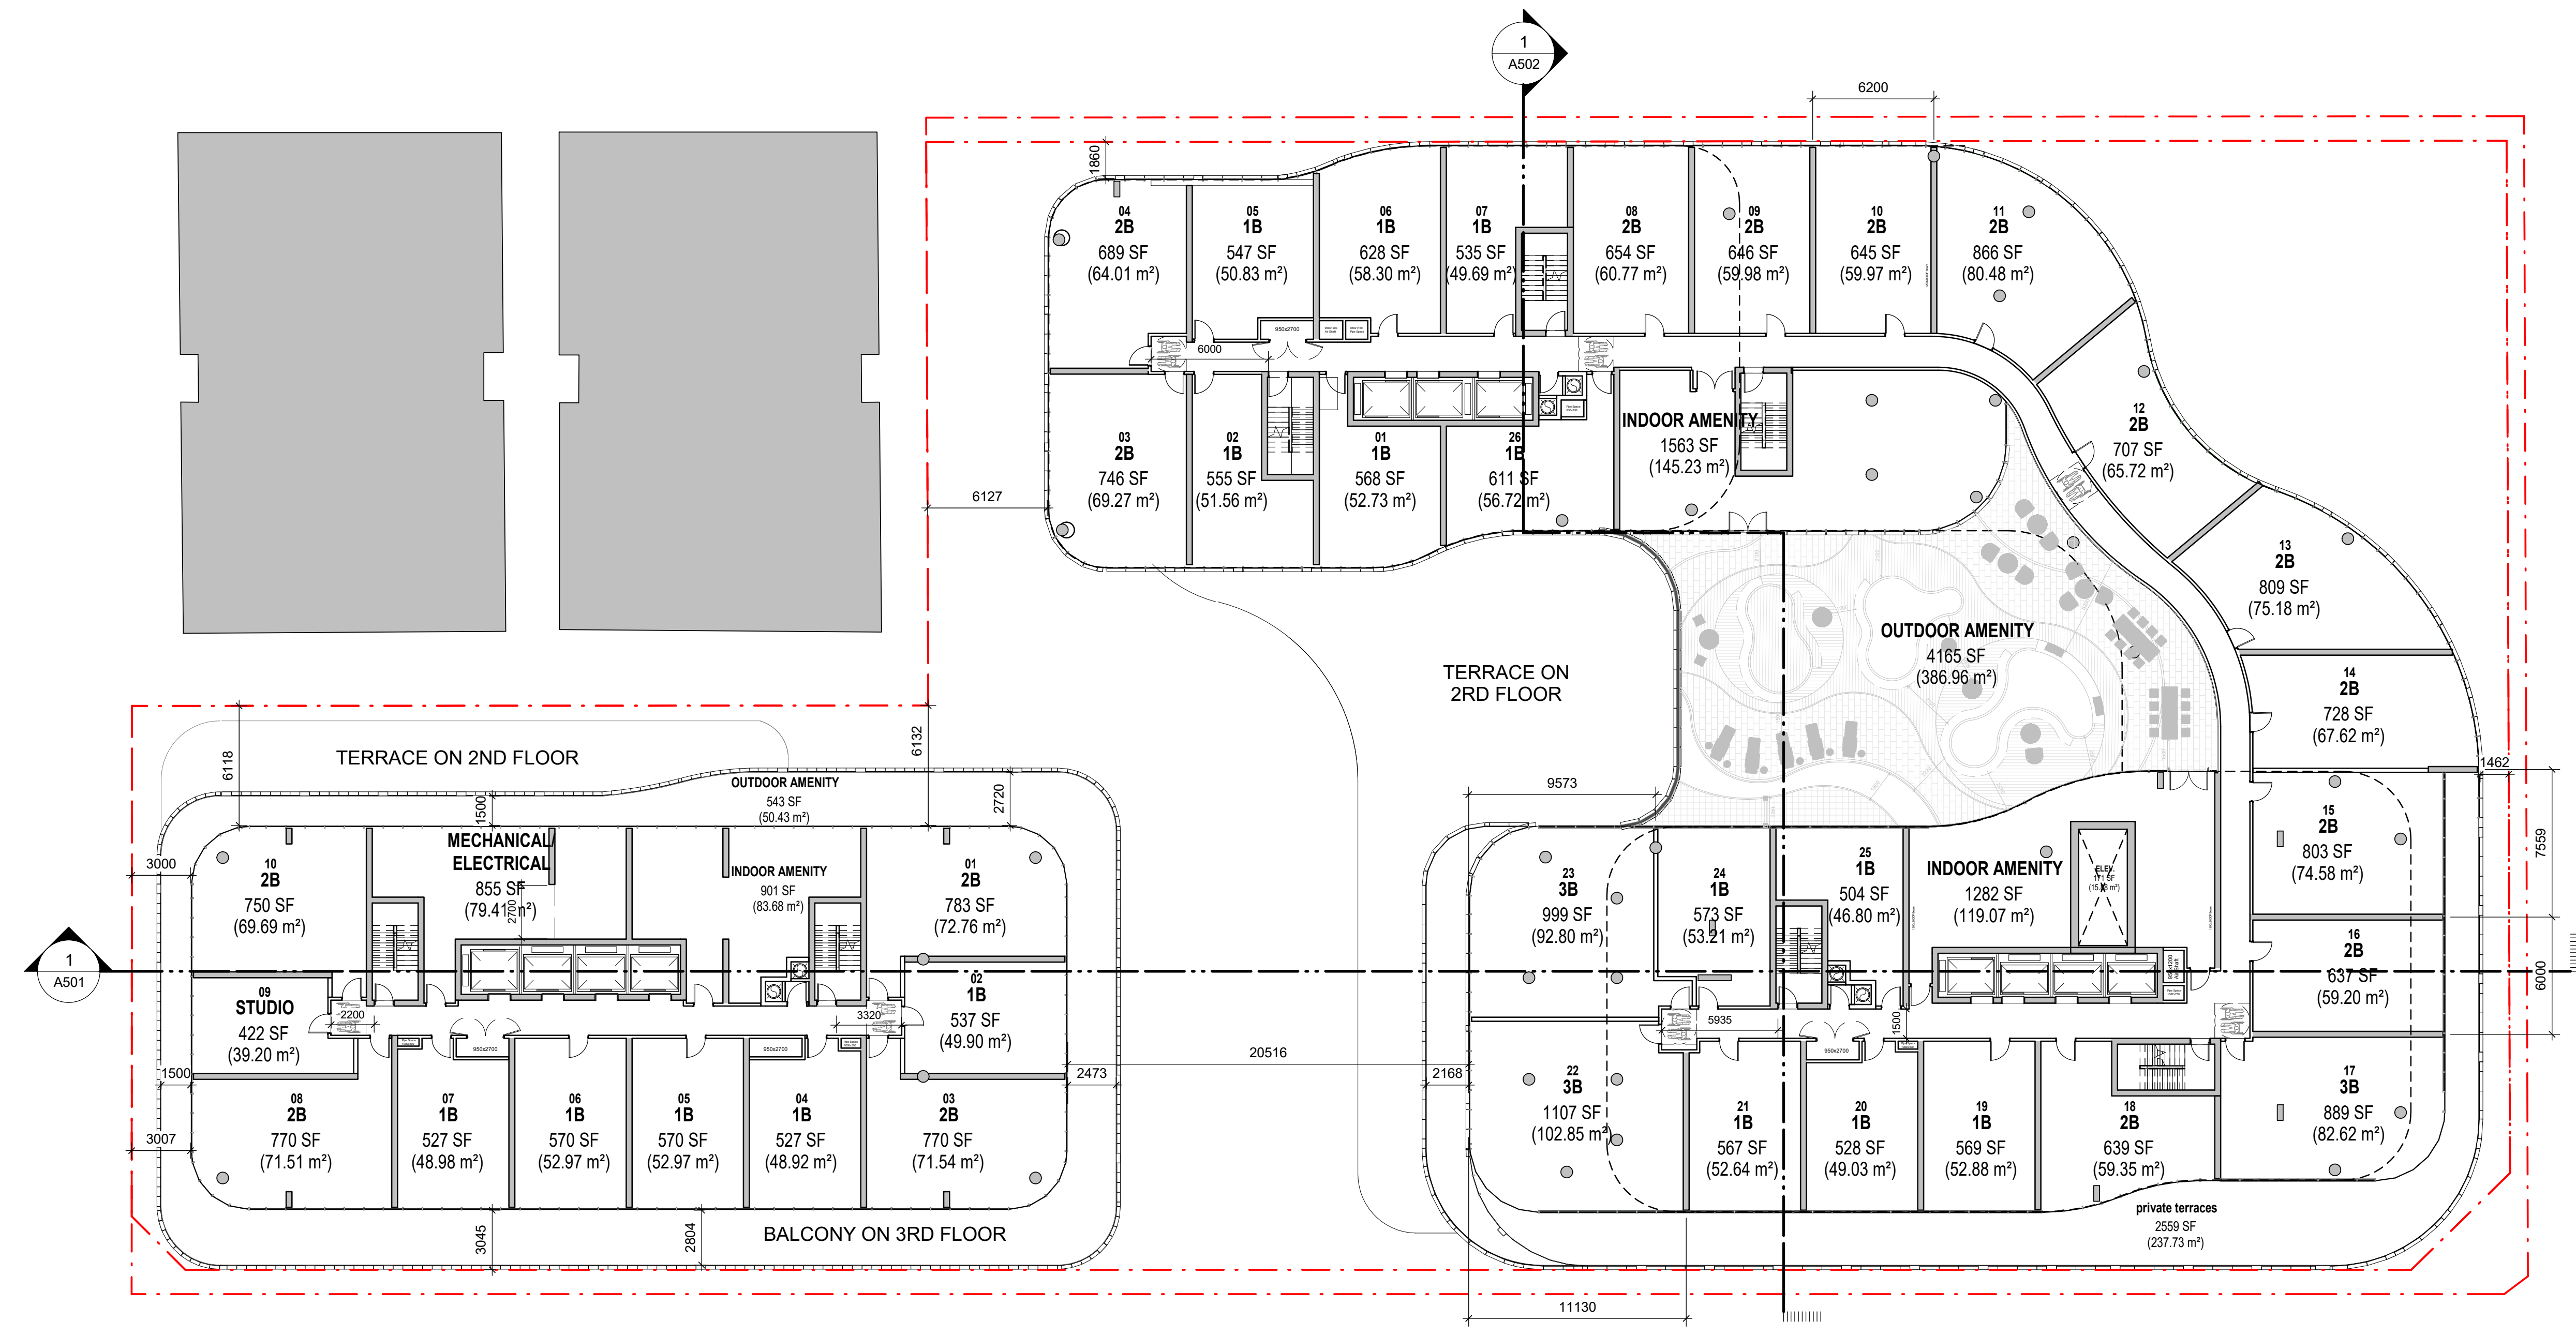 1
A502
6200
1860
04
2B
689 SF
(64.01 m²)
05
1B
547 SF
(50.83 m²)
06
1B
628 SF
(58.30 m²)
07
1B
535 SF
(49.69 m²)
08
2B
654 SF
(60.77 m²)
09
2B
646 SF
(59.98 m²)
10
2B
645 SF
(59.97 m²)
11
2B
866 SF
(80.48 m²)
950x2700
6000
12
2B
707 SF
(65.72 m²)
03
2B
746 SF
(69.27 m²)
02
1B
555 SF
(51.56 m²)
01
1B
568 SF
(52.73 m²)
26
1B
611 SF
(56.72 m²)
INDOOR AMENITY
1563 SF
(145.23 m²)
6127
13
2B
809 SF
(75.18 m²)
OUTDOOR AMENITY
4165 SF
(386.96 m²)
TERRACE ON
2RD FLOOR
14
2B
728 SF
(67.62 m²)
6118
TERRACE ON 2ND FLOOR
6132
1462
OUTDOOR AMENITY
543 SF
(50.43 m²)
1500
2720
9573
7559
3000
10
2B
750 SF
(69.69 m²)
MECHANICAL/
ELECTRICAL
855 SF
(79.41 m²)
2700
INDOOR AMENITY
901 SF
(83.68 m²)
01
2B
783 SF
(72.76 m²)
23
3B
999 SF
(92.80 m²)
24
1B
573 SF
(53.21 m²)
25
1B
504 SF
(46.80 m²)
INDOOR AMENITY
1282 SF
(119.07 m²)
ELEV.
171 SF
15
2B
803 SF
(74.58 m²)
16
2B
637 SF
(59.20 m²)
6000
1
A501
09
STUDIO
422 SF
(39.20 m²)
2200
3320
02
1B
537 SF
(49.90 m²)
950x2700
950x2700
20516
5935
1500
950x2700
1500
2473
2168
3007
08
2B
770 SF
(71.51 m²)
07
1B
527 SF
(48.98 m²)
06
1B
570 SF
(52.97 m²)
05
1B
570 SF
(52.97 m²)
04
1B
527 SF
(48.92 m²)
03
2B
770 SF
(71.54 m²)
22
3B
1107 SF
(102.85 m²)
21
1B
567 SF
(52.64 m²)
20
1B
528 SF
(49.03 m²)
19
1B
569 SF
(52.88 m²)
18
2B
639 SF
(59.35 m²)
17
3B
889 SF
(82.62 m²)
3045
2804
BALCONY ON 3RD FLOOR
private terraces
2559 SF
(237.73 m²)
11130